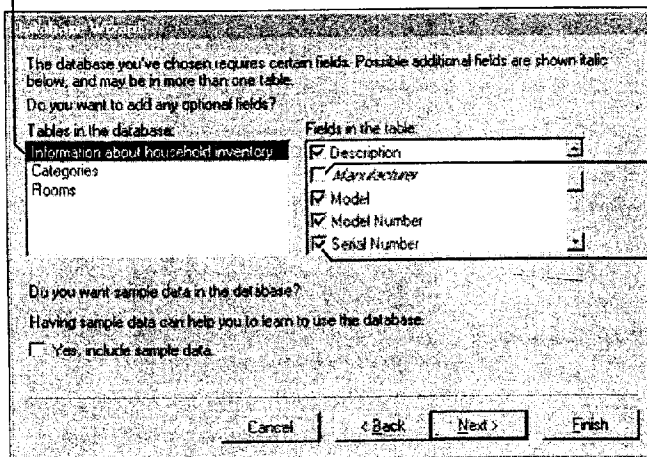 Database Wizard
The database you've chosen requires certain fields. Possible additional fields are shown italic
below, and may be in more than one table.
Do you want to add any optional fields?
Tables in the database:
Fields in the table:
Information about household inventory
Categories
Rooms
Description
Manufacturer
Model
Model Number
Serial Number
Do you want sample data in the database?
Having sample data can help you to learn to use the database.
Yes, include sample data.
Cancel
< Back
Next >
Finish